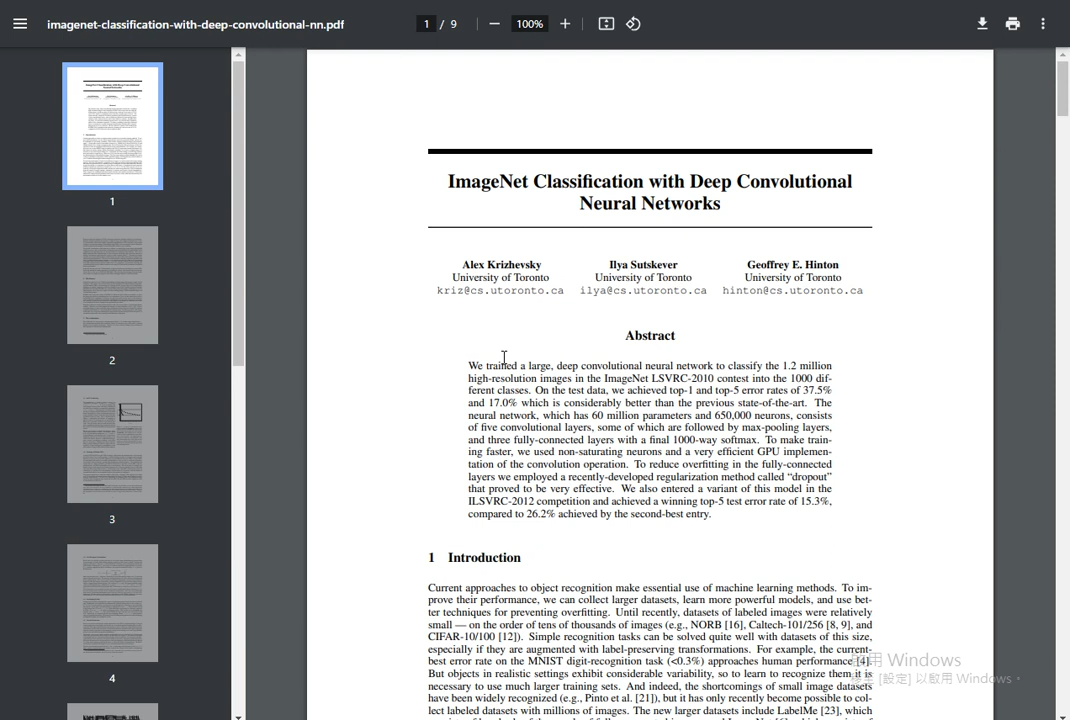 imagenet-classification-with-deep-convolutional-nn.pdf
1 / 9
100%
1
2
3
4
ImageNet Classification with Deep Convolutional
Neural Networks
Alex Krizhevsky Ilya Sutskever Geoffrey E. Hinton
University of Toronto University of Toronto University of Toronto
kriz@cs.utoronto.ca ilya@cs.utoronto.ca hinton@cs.utoronto.ca
Abstract
We trained a large, deep convolutional neural network to classify the 1.2 million
high-resolution images in the ImageNet LSVRC-2010 contest into the 1000 dif-
ferent classes. On the test data, we achieved top-1 and top-5 error rates of 37.5%
and 17.0% which is considerably better than the previous state-of-the-art. The
neural network, which has 60 million parameters and 650,000 neurons, consists
of five convolutional layers, some of which are followed by max-pooling layers,
and three fully-connected layers with a final 1000-way softmax. To make train-
ing faster, we used non-saturating neurons and a very efficient GPU implemen-
tation of the convolution operation. To reduce overfitting in the fully-connected
layers we employed a recently-developed regularization method called “dropout”
that proved to be very effective. We also entered a variant of this model in the
ILSVRC-2012 competition and achieved a winning top-5 test error rate of 15.3%,
compared to 26.2% achieved by the second-best entry.
1 Introduction
Current approaches to object recognition make essential use of machine learning methods. To im-
prove their performance, we can collect larger datasets, learn more powerful models, and use bet-
ter techniques for preventing overfitting. Until recently, datasets of labeled images were relatively
small — on the order of tens of thousands of images (e.g., NORB [16], Caltech-101/256 [8, 9], and
CIFAR-10/100 [12]). Simple recognition tasks can be solved quite well with datasets of this size,
especially if they are augmented with label-preserving transformations. For example, the current-
best error rate on the MNIST digit-recognition task (<0.3%) approaches human performance [4].
But objects in realistic settings exhibit considerable variability, so to learn to recognize them it is
necessary to use much larger training sets. And indeed, the shortcomings of small image datasets
have been widely recognized (e.g., Pinto et al. [21]), but it has only recently become possible to col-
lect labeled datasets with millions of images. The new larger datasets include LabelMe [23], which
啟用 Windows
移至 [設定] 以啟用 Windows。